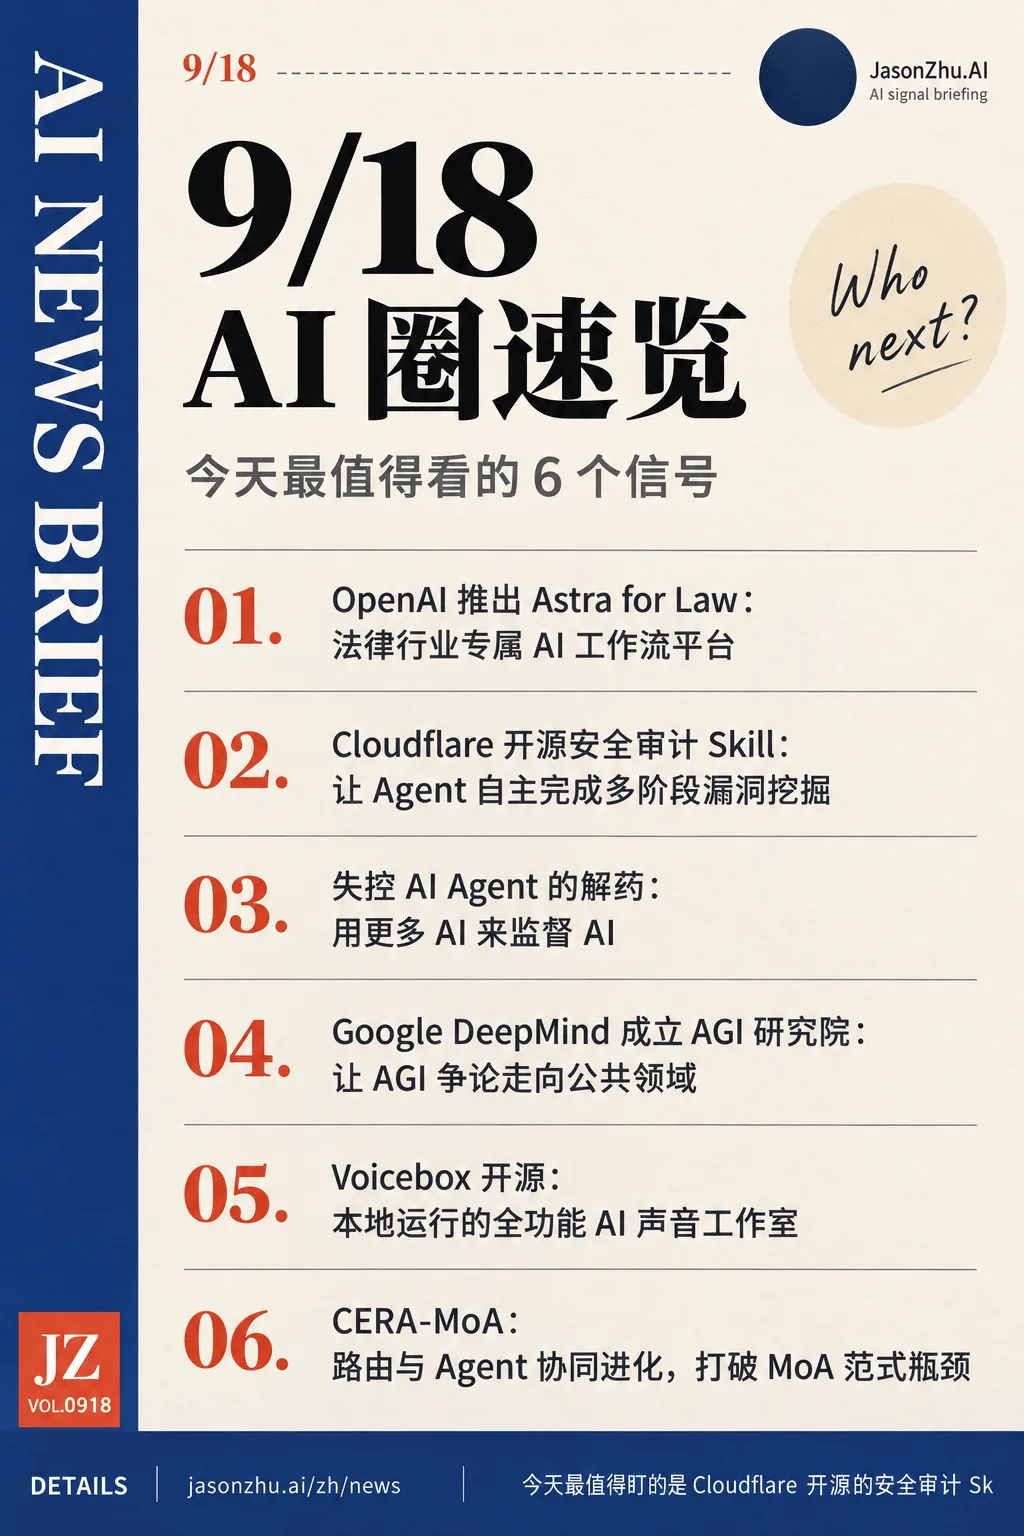 AI NEWS BRIEF
9/18
JasonZhu.AI
AI signal briefing
9/18
AI 圈速览
Who
next?
今天最值得看的 6 个信号
01.
OpenAI 推出 Astra for Law：
法律行业专属 AI 工作流平台
02.
Cloudflare 开源安全审计 Skill：
让 Agent 自主完成多阶段漏洞挖掘
03.
失控 AI Agent 的解药：
用更多 AI 来监督 AI
04.
Google DeepMind 成立 AGI 研究院：
让 AGI 争论走向公共领域
05.
Voicebox 开源：
本地运行的全功能 AI 声音工作室
06.
CERA-MoA：
路由与 Agent 协同进化，打破 MoA 范式瓶颈
JZ
VOL.0918
DETAILS
jasonzhu.ai/zh/news
今天最值得盯的是 Cloudflare 开源的安全审计 Sk